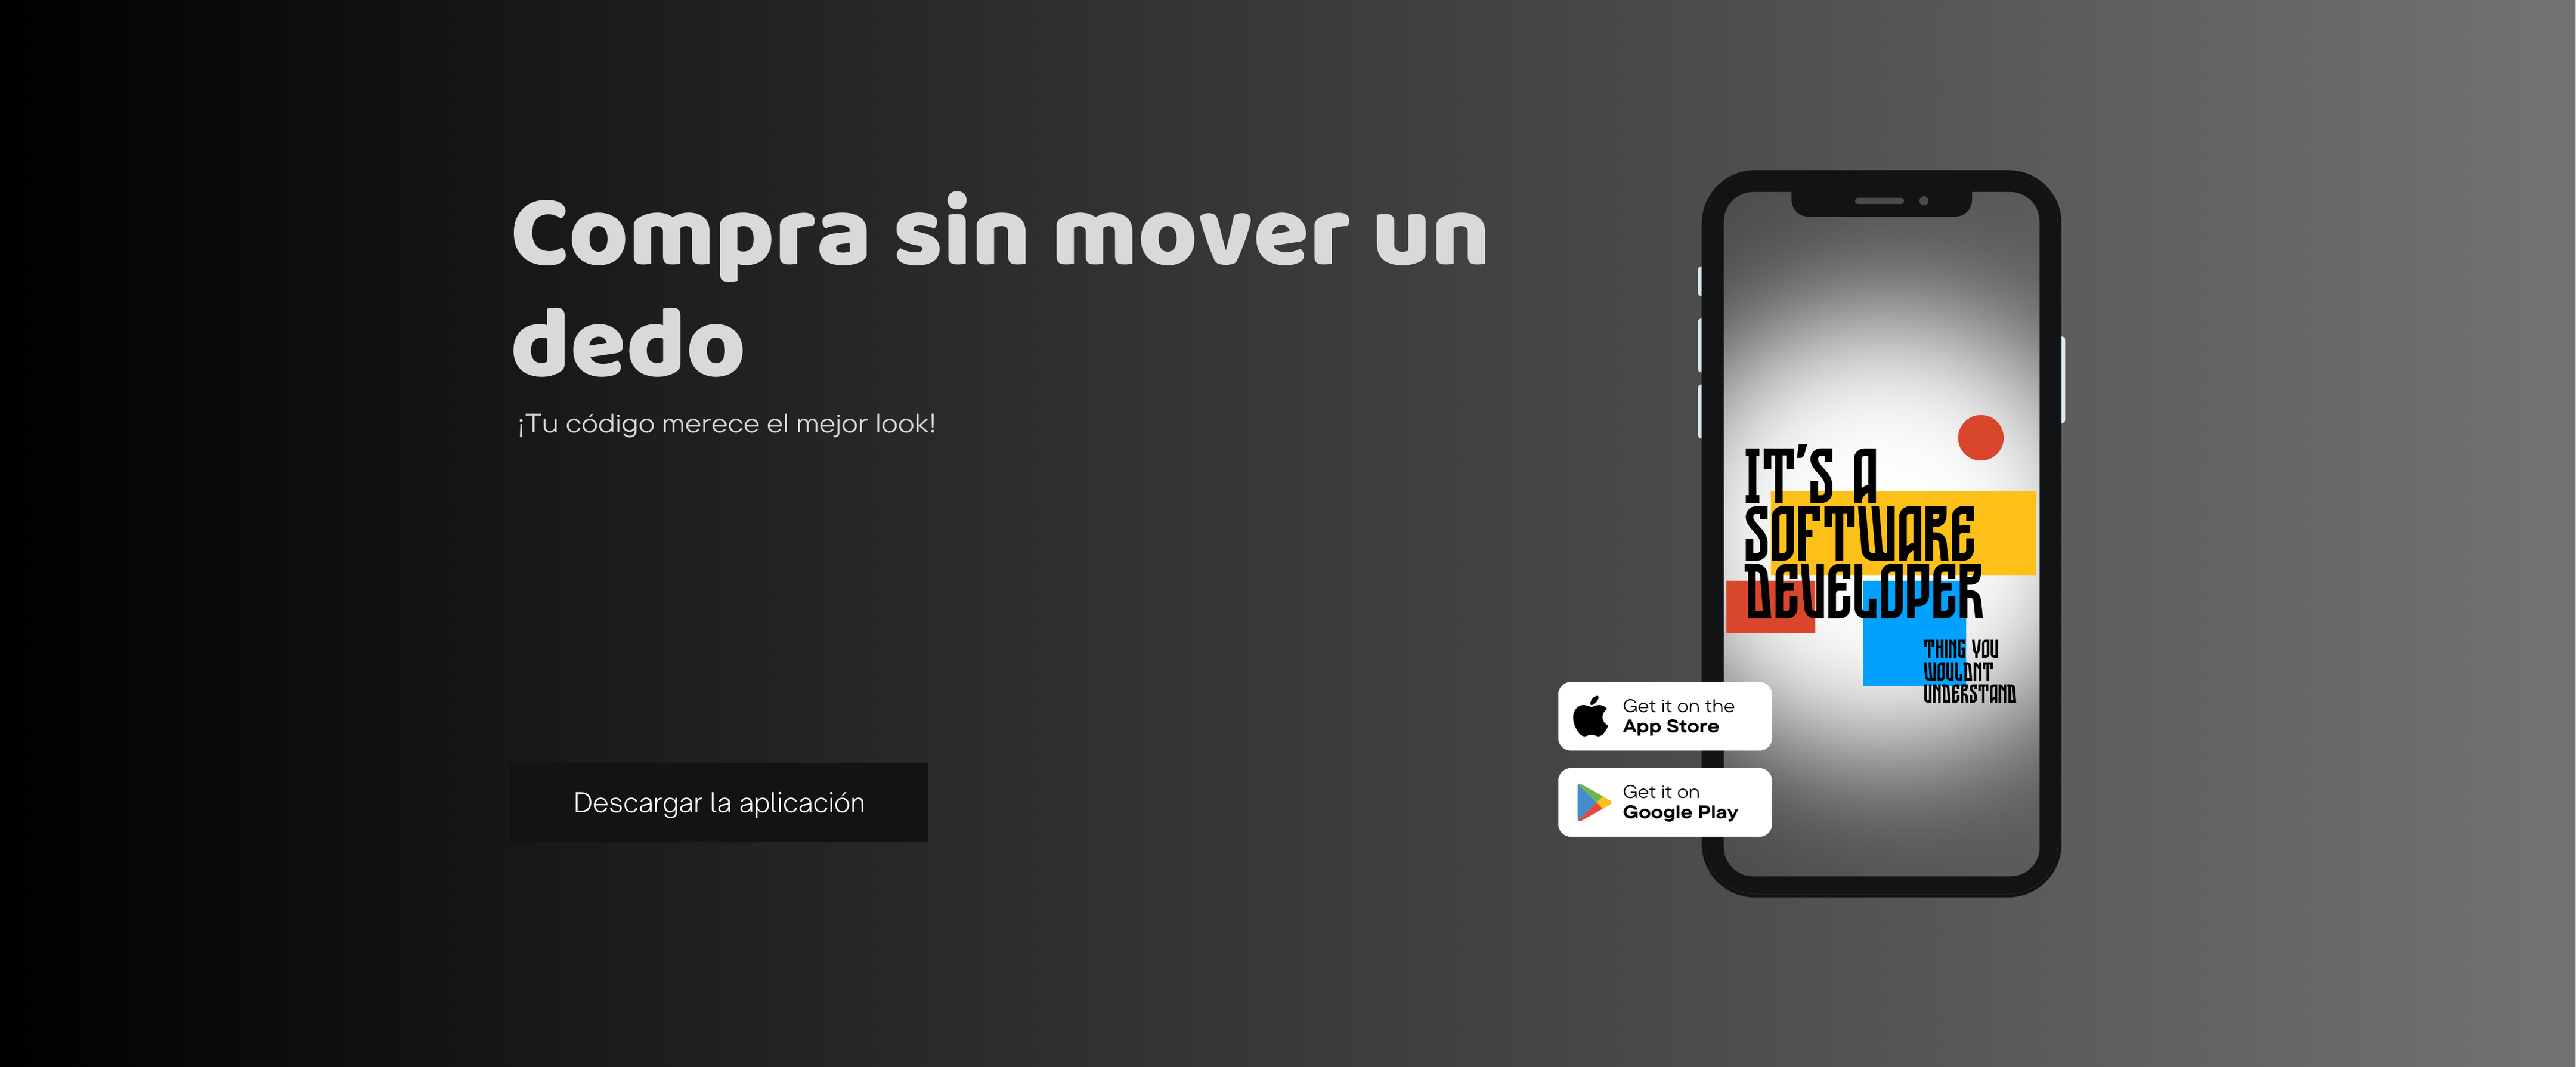 Compra sin mover un
dedo
¡Tu código merece el mejor look!
Descargar la aplicación
IT'S A
SOFTWARE
DEVELOPER
THING YOU
WOULDNT
UNDERSTAND
Get it on the
App Store
Get it on
Google Play